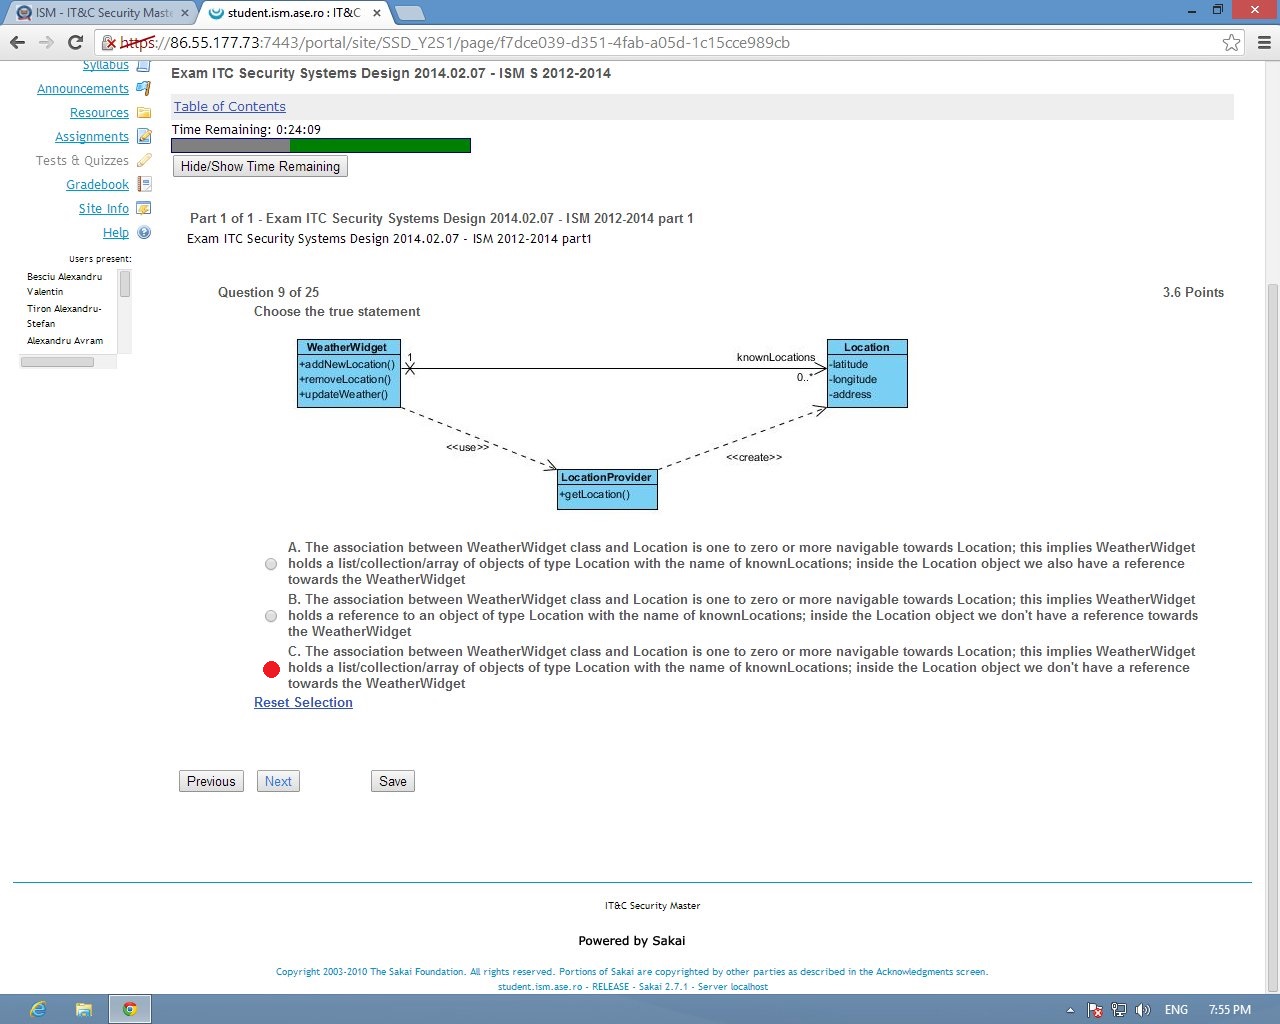 ISM - IT&C Security Maste
student.ism.ase.ro : IT&C
https://86.55.177.73:7443/portal/site/SSD_Y2S1/page/f7dce039-d351-4fab-a05d-1c15cce989cb
Syllabus
Announcements
Resources
Assignments
Tests & Quizzes
Gradebook
Site Info
Help
Users present:
Besciu Alexandru
Valentin
Tiron Alexandru-
Stefan
Alexandru Avram
Exam ITC Security Systems Design 2014.02.07 - ISM S 2012-2014
Table of Contents
Time Remaining: 0:24:09
Hide/Show Time Remaining
Part 1 of 1 - Exam ITC Security Systems Design 2014.02.07 - ISM 2012-2014 part 1
Exam ITC Security Systems Design 2014.02.07 - ISM 2012-2014 part1
Question 9 of 25 3.6 Points
Choose the true statement
WeatherWidget
+addNewLocation()
+removeLocation()
+updateWeather()
1
knownLocations
0..*
Location
-latitude
-longitude
-address
<<use>>
<<create>>
LocationProvider
+getLocation()
A. The association between WeatherWidget class and Location is one to zero or more navigable towards Location; this implies WeatherWidget
holds a list/collection/array of objects of type Location with the name of knownLocations; inside the Location object we also have a reference
towards the WeatherWidget
B. The association between WeatherWidget class and Location is one to zero or more navigable towards Location; this implies WeatherWidget
holds a reference to an object of type Location with the name of knownLocations; inside the Location object we don't have a reference towards
the WeatherWidget
C. The association between WeatherWidget class and Location is one to zero or more navigable towards Location; this implies WeatherWidget
holds a list/collection/array of objects of type Location with the name of knownLocations; inside the Location object we don't have a reference
towards the WeatherWidget
Reset Selection
Previous Next Save
IT&C Security Master
Powered by Sakai
Copyright 2003-2010 The Sakai Foundation. All rights reserved. Portions of Sakai are copyrighted by other parties as described in the Acknowledgments screen.
student.ism.ase.ro - RELEASE - Sakai 2.7.1 - Server localhost
ENG 7:55 PM